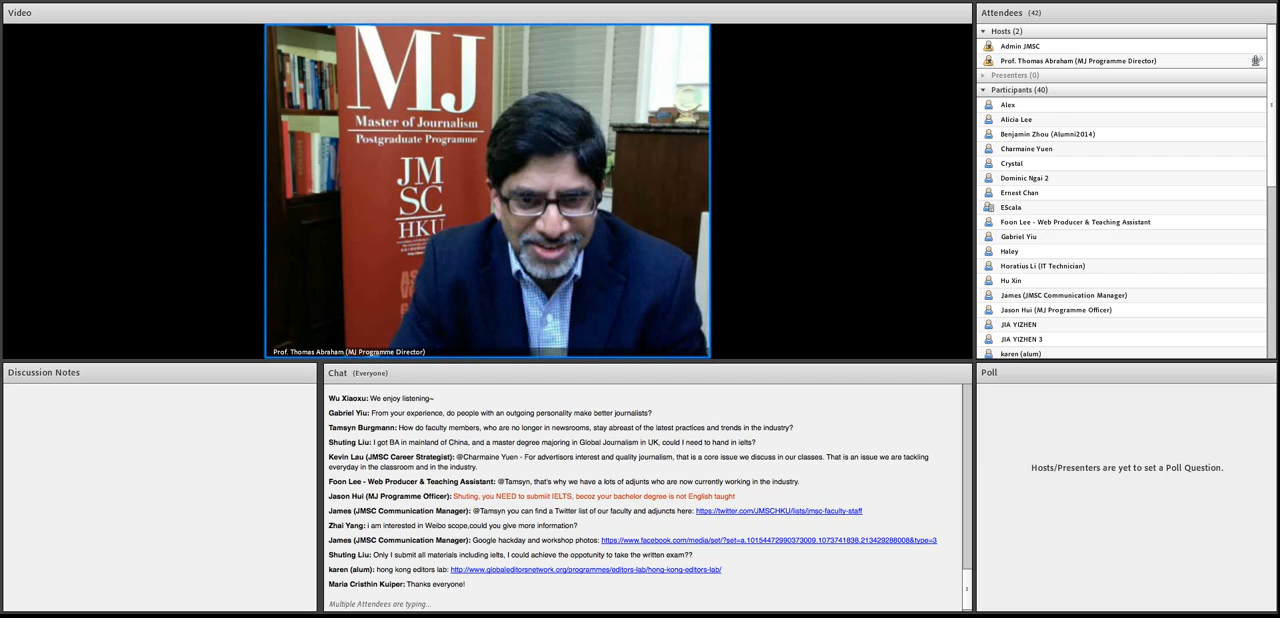 Video
MJ
Master of Journalism
Postgraduate Programme
JM
SC
HKU
Prof. Thomas Abraham (MJ Programme Director)
Attendees (42)
Hosts (2)
Admin JMSC
Prof. Thomas Abraham (MJ Programme Director)
Presenters (0)
Participants (40)
Alex
Alicia Lee
Benjamin Zhou (Alumni2014)
Charmaine Yuen
Crystal
Dominic Ngai 2
Ernest Chan
EScala
Foon Lee - Web Producer & Teaching Assistant
Gabriel Yiu
Haley
Horatius Li (IT Technician)
Hu Xin
James (JMSC Communication Manager)
Jason Hui (MJ Programme Officer)
JIA YIZHEN
JIA YIZHEN 3
karen (alum)
Discussion Notes
Chat (Everyone)
Wu Xiaoxu: We enjoy listening~
Gabriel Yiu: From your experience, do people with an outgoing personality make better journalists?
Tamsyn Burgmann: How do faculty members, who are no longer in newsrooms, stay abreast of the latest practices and trends in the industry?
Shuting Liu: I got BA in mainland of China, and a master degree majoring in Global Journalism in UK, could I need to hand in ielts?
Kevin Lau (JMSC Career Strategist): @Charmaine Yuen - For advertisors interest and quality journalism, that is a core issue we discuss in our classes. That is an issue we are tackling
everyday in the classroom and in the industry.
Foon Lee - Web Producer & Teaching Assistant: @Tamsyn, that's why we have a lots of adjunts who are now currently working in the industry.
Jason Hui (MJ Programme Officer): Shuting, you NEED to submiit IELTS, becoz your bachelor degree is not English taught
James (JMSC Communication Manager): @Tamsyn you can find a Twitter list of our faculty and adjuncts here: https://twitter.com/JMSCHKU/lists/jmsc-faculty-staff
Zhai Yang: i am interested in Weibo scope,could you give more information?
James (JMSC Communication Manager): Google hackday and workshop photos: https://www.facebook.com/media/set/?set=a.10154472990373009.1073741838.213429288008&type=3
Shuting Liu: Only I submit all materials including ielts, I could achieve the oppotunity to take the written exam??
karen (alum): hong kong editors lab: http://www.globaleditorsnetwork.org/programmes/editors-lab/hong-kong-editors-lab/
Maria Cristhin Kuiper: Thanks everyone!
Multiple Attendees are typing...
Poll
Hosts/Presenters are yet to set a Poll Question.